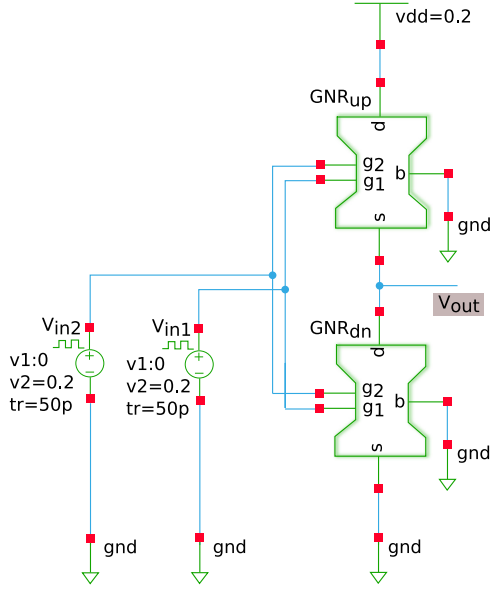 vdd=0.2
GNRup
d
g2
g1
b
s
gnd
Vout
GNRdn
d
g2
g1
b
s
gnd
gnd
Vin2
v1:0
v2=0.2
tr=50p
gnd
Vin1
v1:0
v2=0.2
tr=50p
gnd